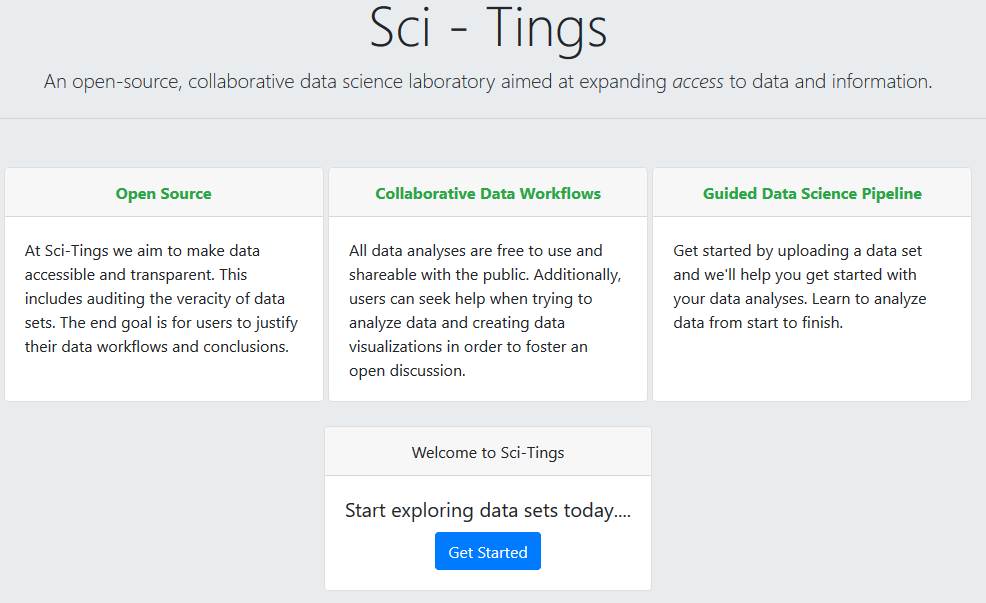 Sci - Tings
An open-source, collaborative data science laboratory aimed at expanding access to data and information.
Open Source
At Sci-Tings we aim to make data
accessible and transparent. This
includes auditing the veracity of data
sets. The end goal is for users to justify
their data workflows and conclusions.
Collaborative Data Workflows
All data analyses are free to use and
shareable with the public. Additionally,
users can seek help when trying to
analyze data and creating data
visualizations in order to foster an
open discussion.
Guided Data Science Pipeline
Get started by uploading a data set
and we'll help you get started with
your data analyses. Learn to analyze
data from start to finish.
Welcome to Sci-Tings
Start exploring data sets today....
Get Started